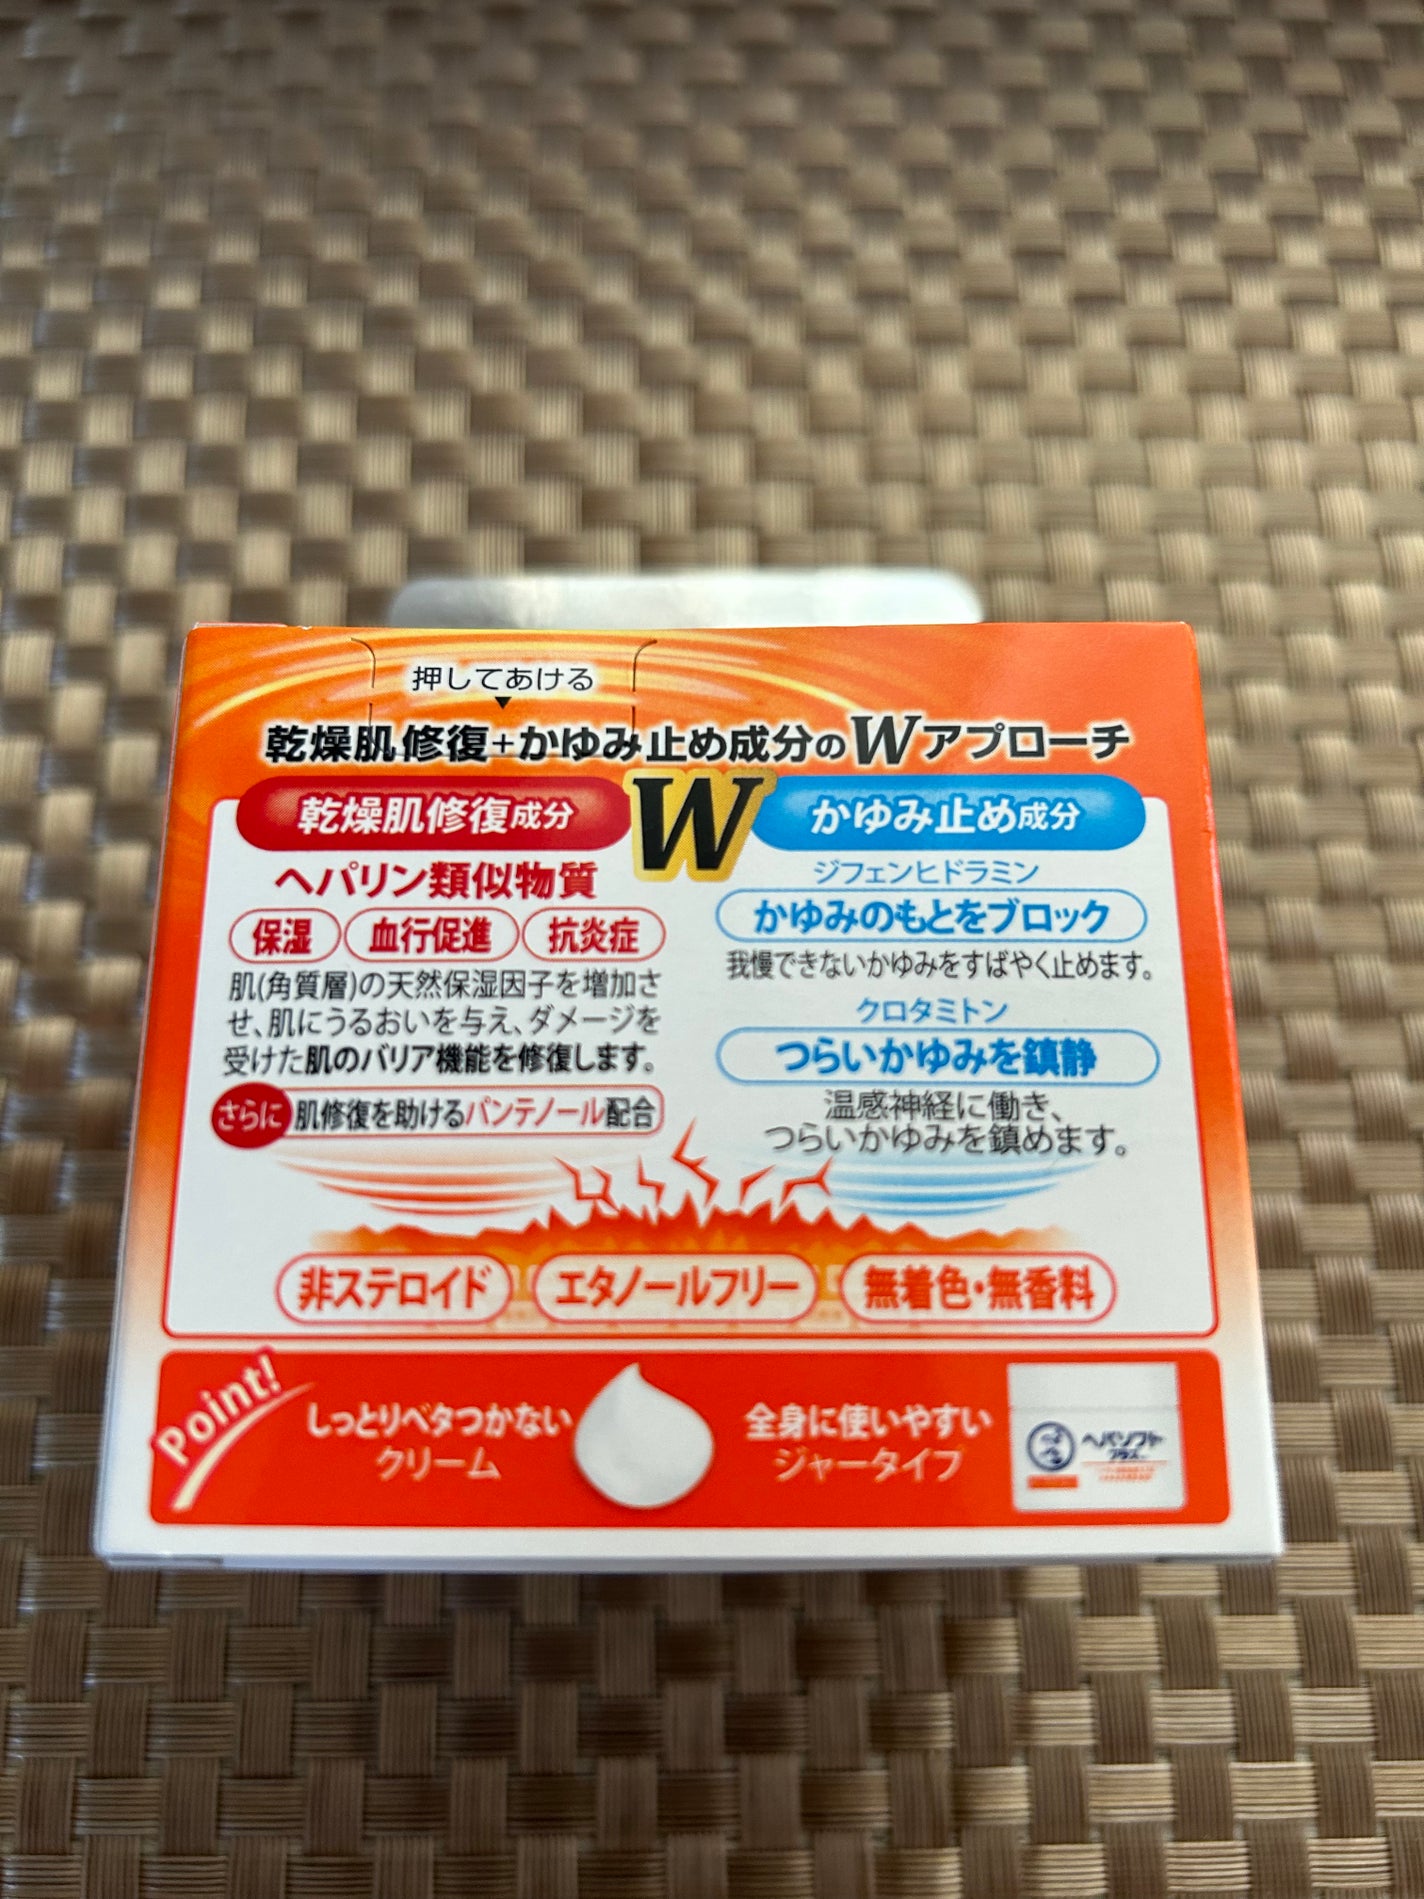 押してあける
乾燥肌修復+かゆみ止め成分のWアプローチ
乾燥肌修復成分
W
かゆみ止め成分
ヘパリン類似物質
保湿 血行促進 抗炎症
肌(角質層)の天然保湿因子を増加さ
せ、肌にうるおいを与え、ダメージを
受けた肌のバリア機能を修復します。
さらに 肌修復を助けるパンテノール配合
ジフェンヒドラミン
かゆみのもとをブロック
我慢できないかゆみをすばやく止めます。
クロタミトン
つらいかゆみを鎮静
温感神経に働き、
つらいかゆみを鎮めます。
非ステロイド エタノールフリー 無着色・無香料
Point!
しっとりベタつかない
クリーム
全身に使いやすい
ジャータイプ
ヘパソフト
プラス